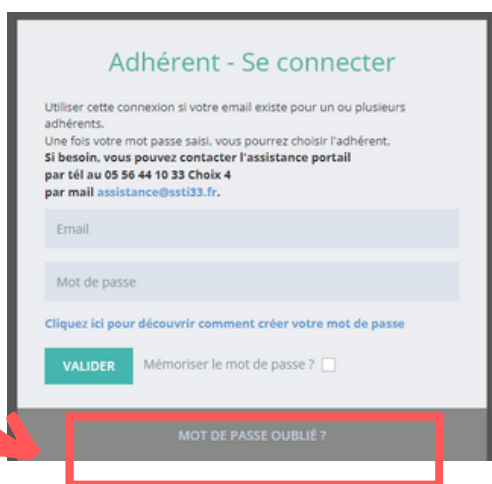 Adhérent - Se connecter
Utiliser cette connexion si votre email existe pour un ou plusieurs
adhérents.
Une fois votre mot passe saisi, vous pourrez choisir l'adhérent.
Si besoin, vous pouvez contacter l'assistance portail
par tél au 05 56 44 10 33 Choix 4
par mail assistance@ssti33.fr.
Email
Mot de passe
Cliquez ici pour découvrir comment créer votre mot de passe
VALIDER Mémoriser le mot de passe ?
MOT DE PASSE OUBLIÉ ?